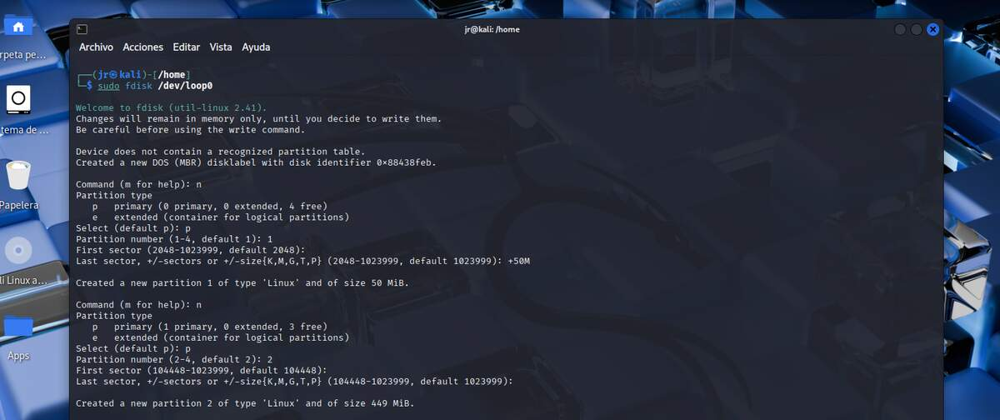 jr@kali: /home
Archivo Acciones Editar Vista Ayuda
┌──(jr㉿kali)-[/home]
└─$ sudo fdisk /dev/loop0
Welcome to fdisk (util-linux 2.41).
Changes will remain in memory only, until you decide to write them.
Be careful before using the write command.
Device does not contain a recognized partition table.
Created a new DOS (MBR) disklabel with disk identifier 0x88438feb.
Command (m for help): n
Partition type
   p   primary (0 primary, 0 extended, 4 free)
   e   extended (container for logical partitions)
Select (default p): p
Partition number (1-4, default 1): 1
First sector (2048-1023999, default 2048):
Last sector, +/-sectors or +/-size{K,M,G,T,P} (2048-1023999, default 1023999): +50M
Created a new partition 1 of type 'Linux' and of size 50 MiB.
Command (m for help): n
Partition type
   p   primary (1 primary, 0 extended, 3 free)
   e   extended (container for logical partitions)
Select (default p): p
Partition number (2-4, default 2): 2
First sector (104448-1023999, default 104448):
Last sector, +/-sectors or +/-size{K,M,G,T,P} (104448-1023999, default 1023999):
Created a new partition 2 of type 'Linux' and of size 449 MiB.
rpeta pe...
tema de ...
Papelera
li Linux a...
Apps